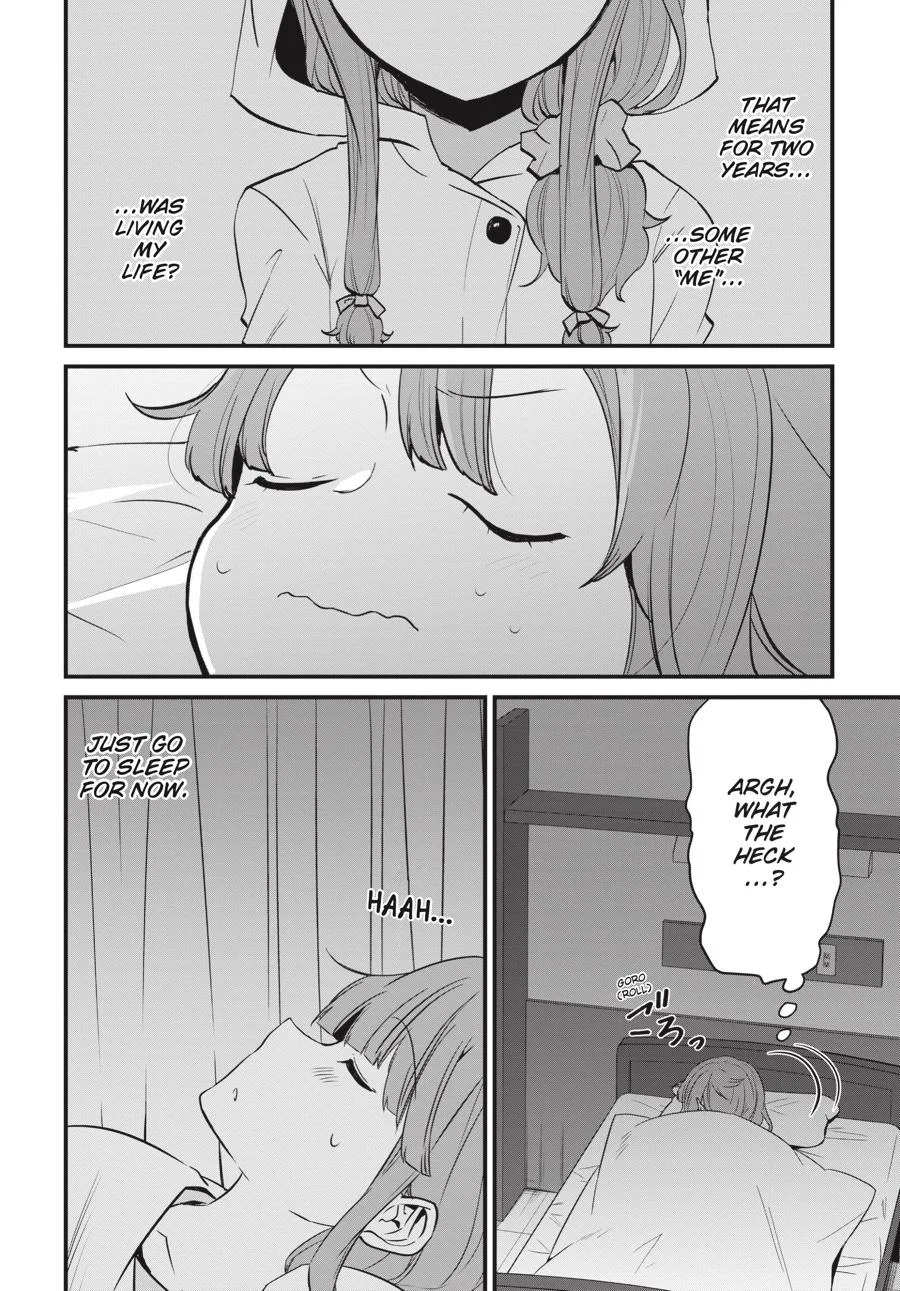 THAT
MEANS
FOR TWO
YEARS...
...SOME
OTHER
"ME"...
...WAS
LIVING
MY
LIFE?
ARGH,
WHAT
THE
HECK
...?
GORO
(ROLL)
ごろっ
JUST GO
TO SLEEP
FOR NOW.
HAAH...